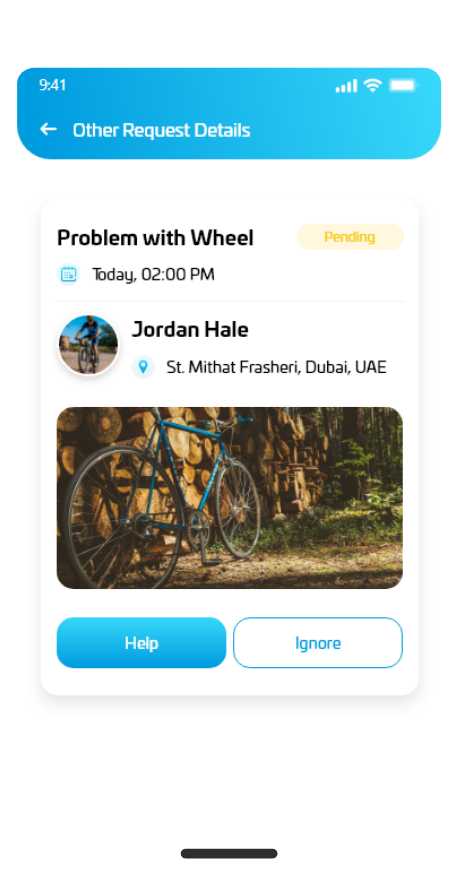 9:41
Other Request Details
Problem with Wheel
Pending
Today, 02:00 PM
Jordan Hale
St. Mithat Frasheri, Dubai, UAE
Help
Ignore